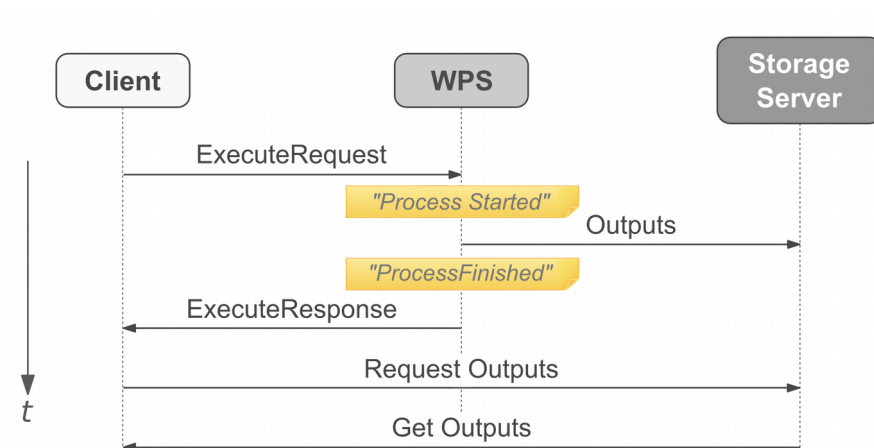 Client
WPS
Storage
Server
ExecuteRequest
"Process Started"
Outputs
"ProcessFinished"
ExecuteResponse
Request Outputs
t
Get Outputs